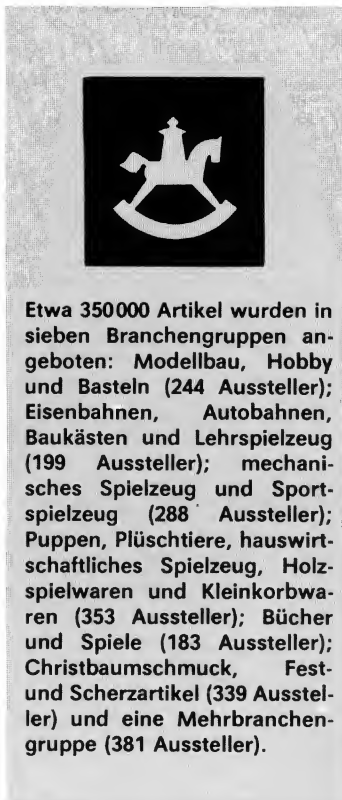 Etwa 350000 Artikel wurden in
sieben Branchengruppen an-
geboten: Modellbau, Hobby
und Basteln (244 Aussteller);
Eisenbahnen, Autobahnen,
Baukästen und Lehrspielzeug
(199 Aussteller); mechani-
sches Spielzeug und Sport-
spielzeug (288 Aussteller);
Puppen, Plüschtiere, hauswirt-
schaftliches Spielzeug, Holz-
spielwaren und Kleinkorbwa-
ren (353 Aussteller); Bücher
und Spiele (183 Aussteller);
Christbaumschmuck, Fest-
und Scherzartikel (339 Ausstel-
ler) und eine Mehrbranchen-
gruppe (381 Aussteller).